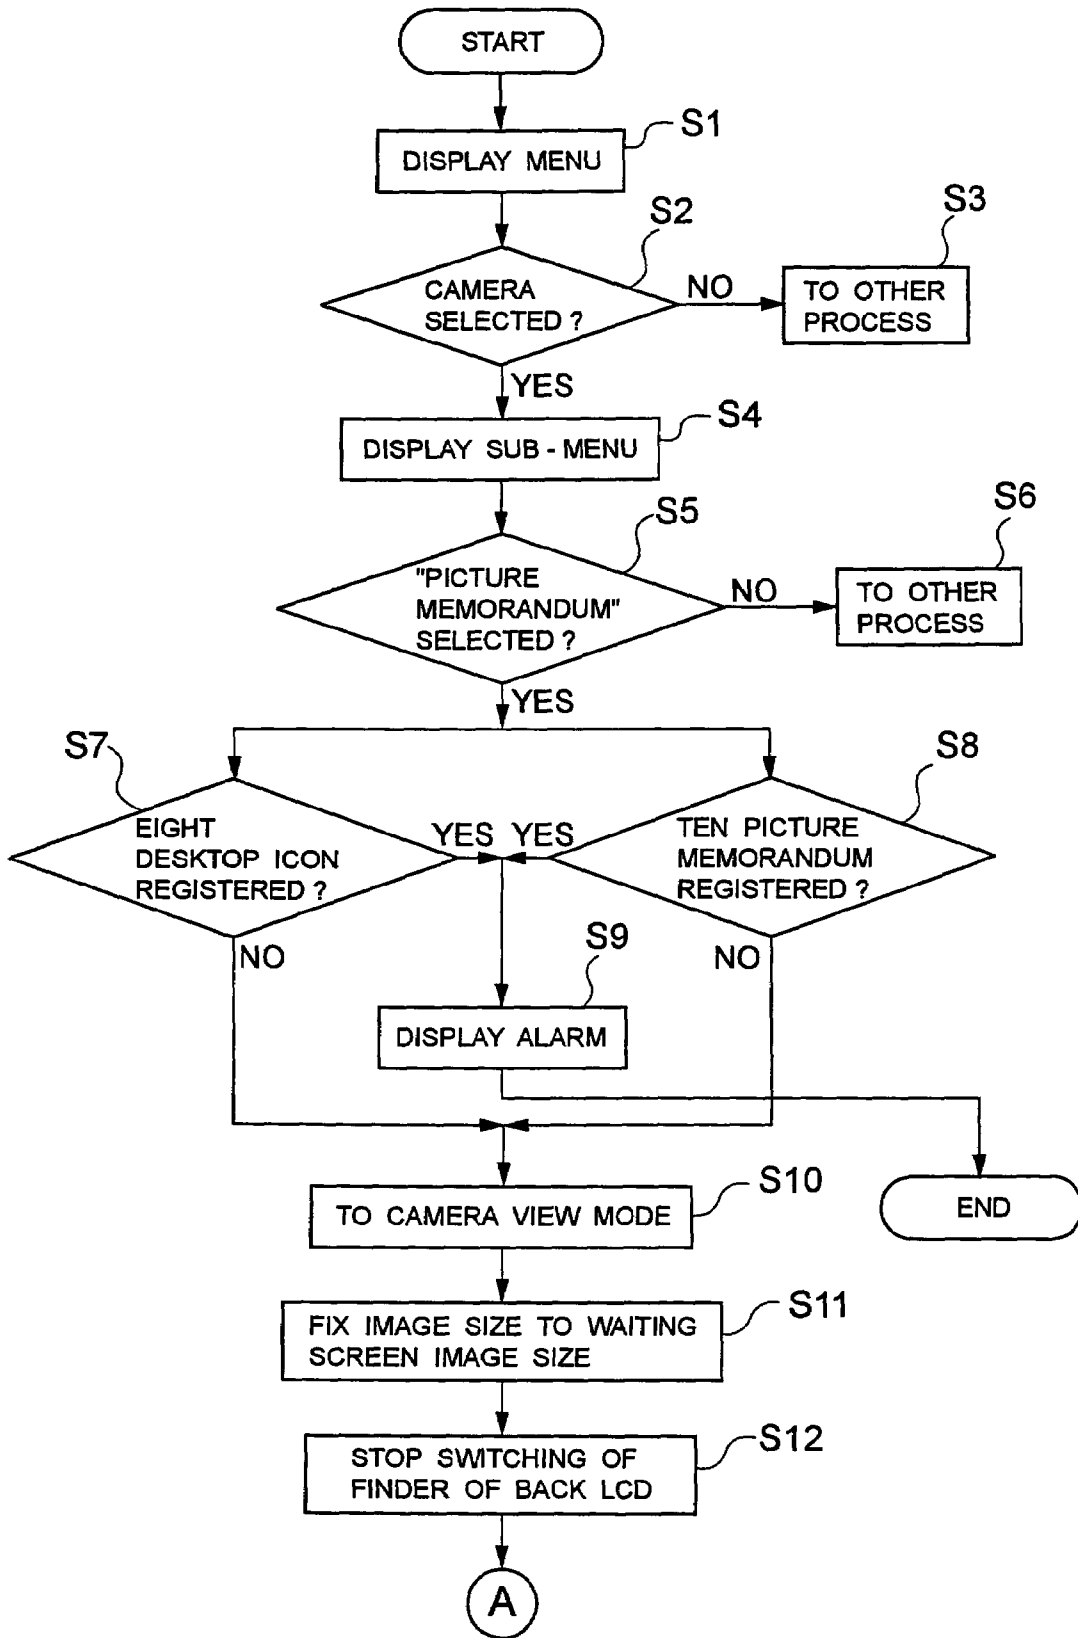 START
S1
DISPLAY MENU
S2
S3
CAMERA
SELECTED ?
NO
TO OTHER
PROCESS
YES
S4
DISPLAY SUB - MENU
S5
S6
"PICTURE
MEMORANDUM"
SELECTED ?
NO
TO OTHER
PROCESS
YES
S7
S8
EIGHT
DESKTOP ICON
REGISTERED ?
YES
YES
TEN PICTURE
MEMORANDUM
REGISTERED ?
NO
S9
NO
DISPLAY ALARM
S10
TO CAMERA VIEW MODE
END
S11
FIX IMAGE SIZE TO WAITING
SCREEN IMAGE SIZE
S12
STOP SWITCHING OF
FINDER OF BACK LCD
A